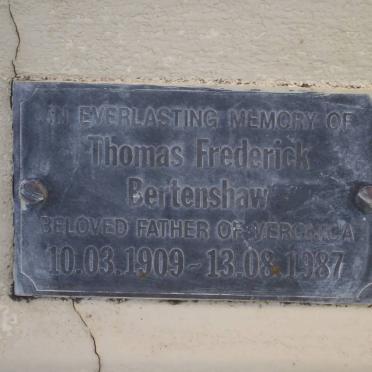 IN EVERLASTING MEMORY OF
Thomas Frederick
Bertenshaw
BELOVED FATHER OF VERONICA
10.03.1909 - 13.08.1987